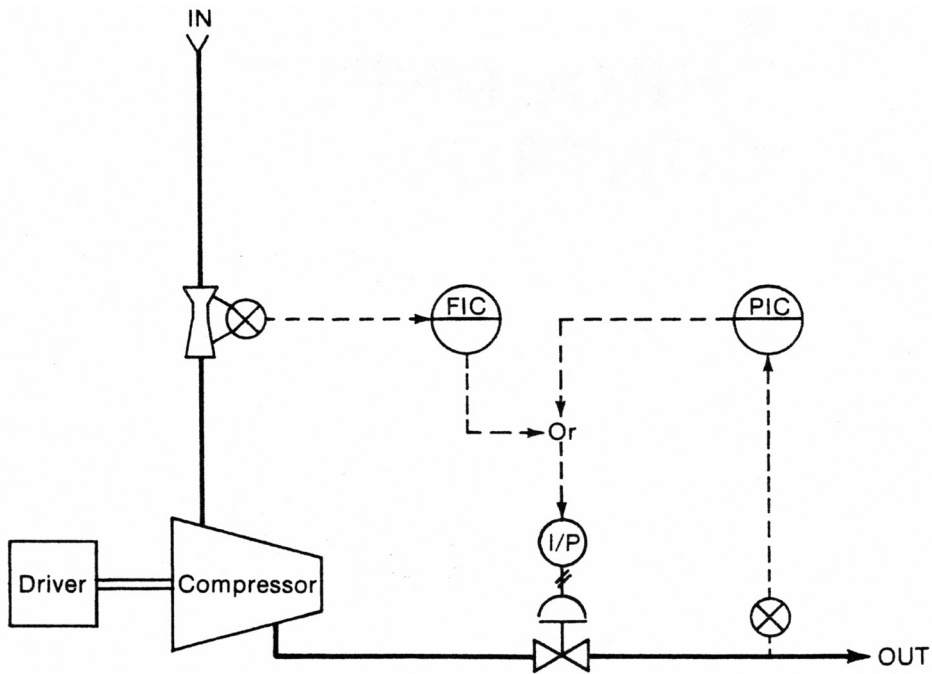 IN
FIC
PIC
Or
I/P
Driver
Compressor
OUT